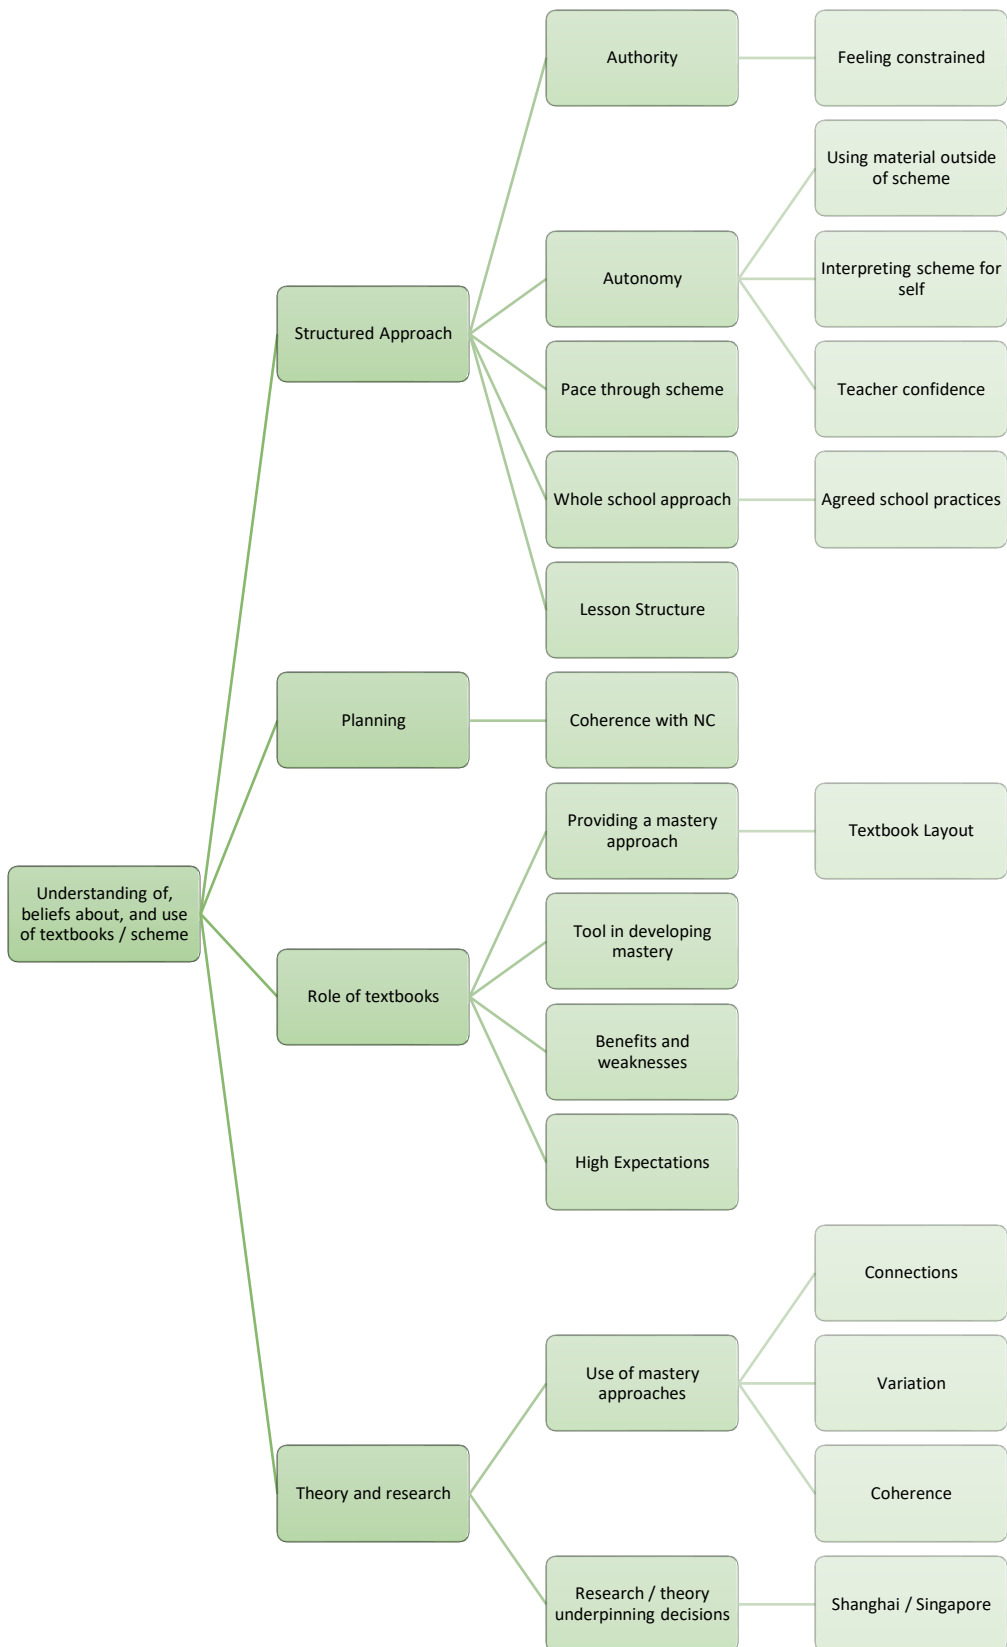 Authority
Feeling constrained
Using material outside
of scheme
Autonomy
Interpreting scheme for
self
Structured Approach
Pace through scheme
Teacher confidence
Whole school approach
Agreed school practices
Lesson Structure
Planning
Coherence with NC
Providing a mastery
approach
Textbook Layout
Understanding of,
beliefs about, and use
of textbooks / scheme
Tool in developing
mastery
Role of textbooks
Benefits and
weaknesses
High Expectations
Connections
Use of mastery
approaches
Variation
Theory and research
Coherence
Research / theory
underpinning decisions
Shanghai / Singapore